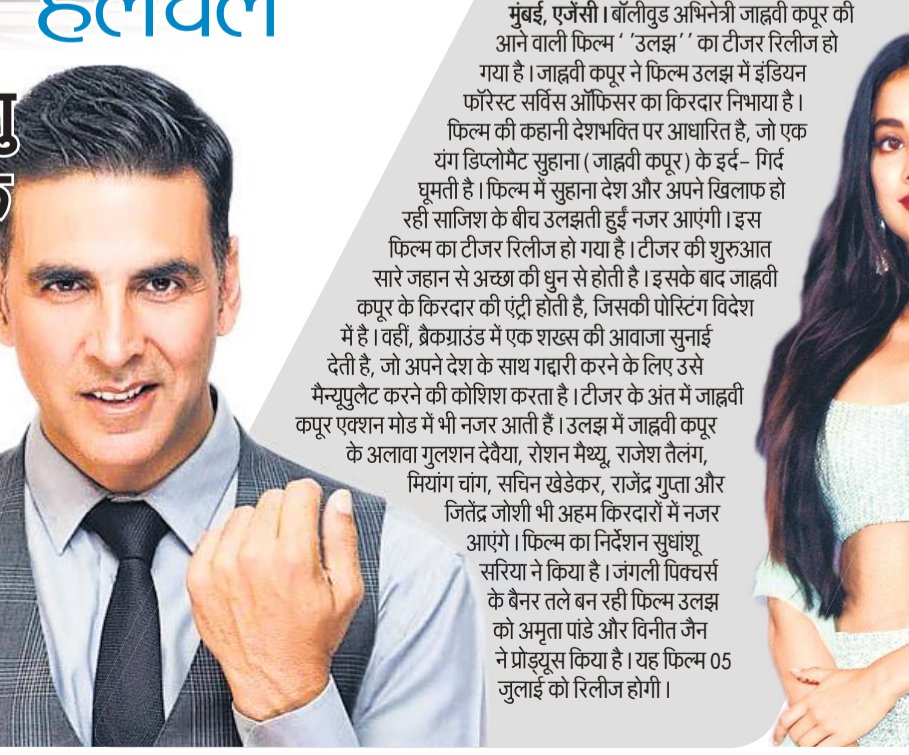 हलचल
मुंबई, एजेंसी। बॉलीवुड अभिनेत्री जाह्नवी कपूर की
आने वाली फिल्म ' 'उलझ' ' का टीजर रिलीज हो
गया है। जाह्नवी कपूर ने फिल्म उलझ में इंडियन
फॉरेस्ट सर्विस ऑफिसर का किरदार निभाया है।
फिल्म की कहानी देशभक्ति पर आधारित है, जो एक
यंग डिप्लोमैट सुहाना (जाह्नवी कपूर) के इर्द- गिर्द
घूमती है। फिल्म में सुहाना देश और अपने खिलाफ हो
रही साजिश के बीच उलझती हुईं नजर आएंगी। इस
फिल्म का टीजर रिलीज हो गया है। टीजर की शुरुआत
सारे जहान से अच्छा की धुन से होती है। इसके बाद जाह्नवी
कपूर के किरदार की एंट्री होती है, जिसकी पोस्टिंग विदेश
में है। वहीं, ब्रैकग्राउंड में एक शख्स की आवाजा सुनाई
देती है, जो अपने देश के साथ गद्दारी करने के लिए उसे
मैन्यूपुलैट करने की कोशिश करता है। टीजर के अंत में जाह्नवी
कपूर एक्शन मोड में भी नजर आती हैं। उलझ में जाह्नवी कपूर
के अलावा गुलशन देवैया, रोशन मैथ्यू, राजेश तैलंग,
मियांग चांग, सचिन खेडेकर, राजेंद्र गुप्ता और
जितेंद्र जोशी भी अहम किरदारों में नजर
आएंगे। फिल्म का निर्देशन सुधांशू
सरिया ने किया है। जंगली पिक्चर्स
के बैनर तले बन रही फिल्म उलझ
को अमृता पांडे और विनीत जैन
ने प्रोड्यूस किया है। यह फिल्म 05
जुलाई को रिलीज होगी।